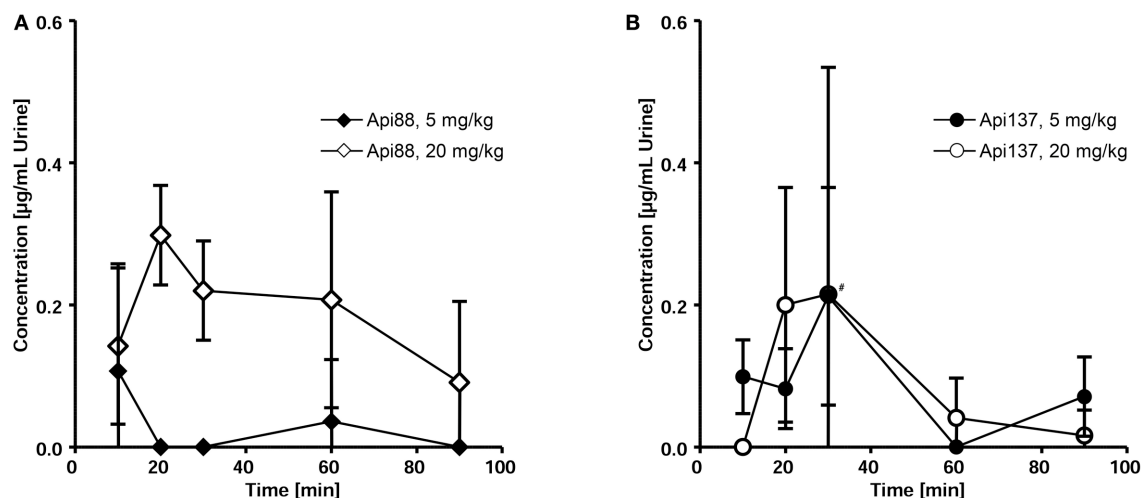 A
Concentration [µg/mL Urine]
0.6
0.4
0.2
0.0
0
20
40
60
80
100
Time [min]
Api88, 5 mg/kg
Api88, 20 mg/kg
B
Concentration [µg/mL Urine]
0.6
0.4
0.2
0.0
0
20
40
60
80
100
Time [min]
Api137, 5 mg/kg
Api137, 20 mg/kg
#